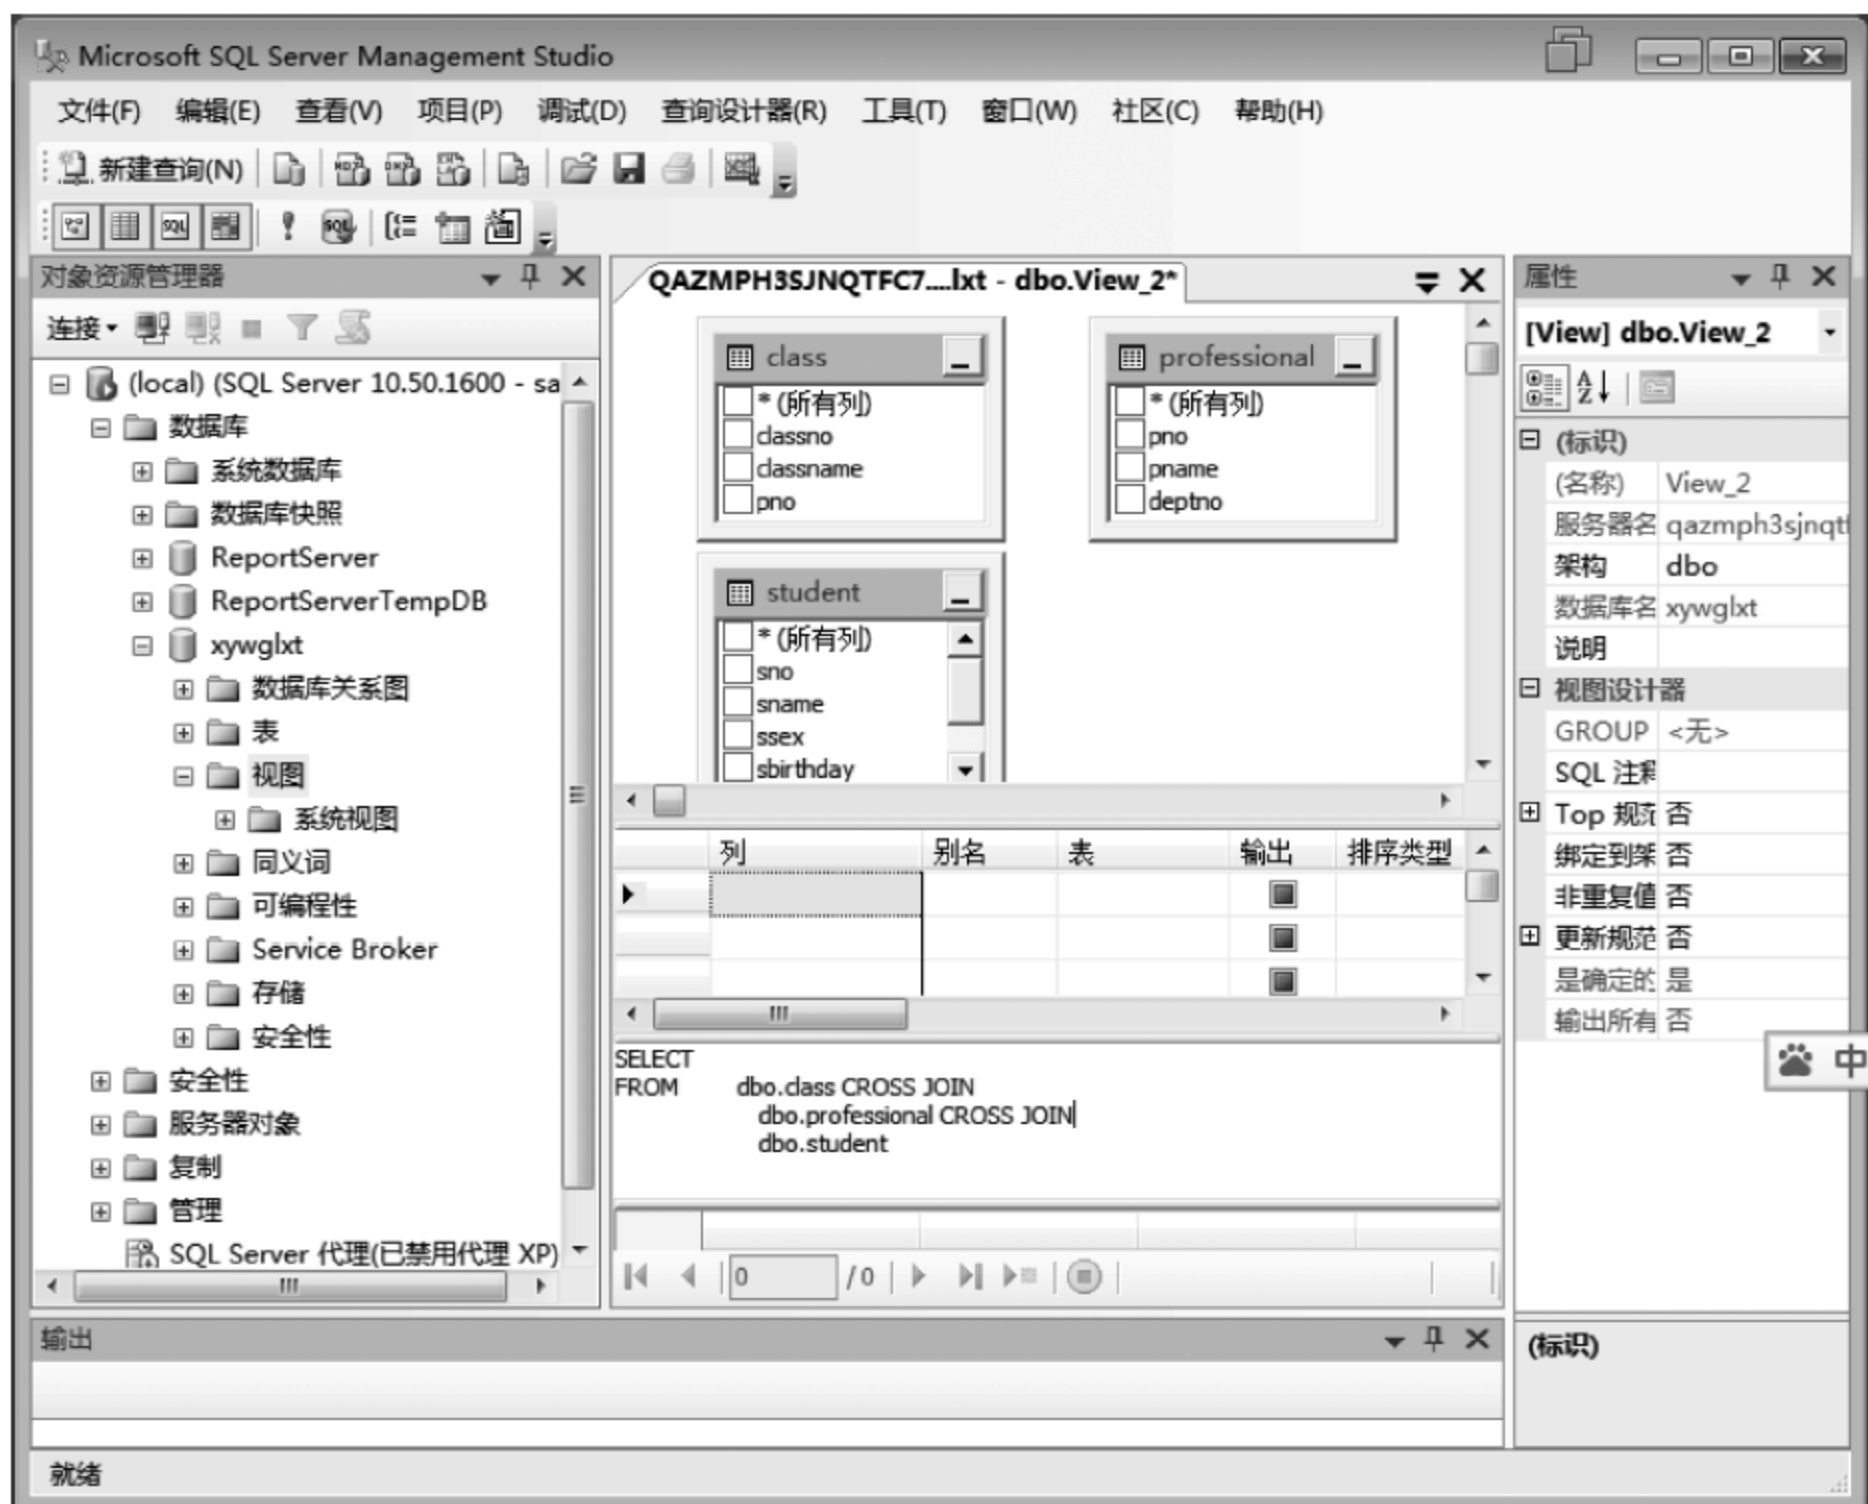 Microsoft SQL Server Management Studio
文件(F) 编辑(E) 查看(V) 项目(P) 调试(D) 查询设计器(R) 工具(T) 窗口(W) 社区(C) 帮助(H)
新建查询(N)
对象资源管理器
连接
(local) (SQL Server 10.50.1600 - sa
数据库
系统数据库
数据库快照
ReportServer
ReportServerTempDB
xywglxt
数据库关系图
表
视图
系统视图
同义词
可编程性
Service Broker
存储
安全性
安全性
服务器对象
复制
管理
SQL Server 代理(已禁用代理 XP)
QAZMPH3SJNQTFC7....lxt - dbo.View_2*
class
* (所有列)
classno
classname
pno
professional
* (所有列)
pno
pname
deptno
student
* (所有列)
sno
sname
ssex
sbirthday
列 别名 表 输出 排序类型
SELECT
FROM dbo.class CROSS JOIN
dbo.professional CROSS JOIN
dbo.student
0 / 0
属性
[View] dbo.View_2
(标识)
(名称) View_2
服务器名 qazmph3sjnqt
架构 dbo
数据库名 xywglxt
说明
视图设计器
GROUP <无>
SQL 注释
Top 规范 否
绑定到架 否
非重复值 否
更新规范 否
是确定的 是
输出所有 否
中
(标识)
输出
就绪